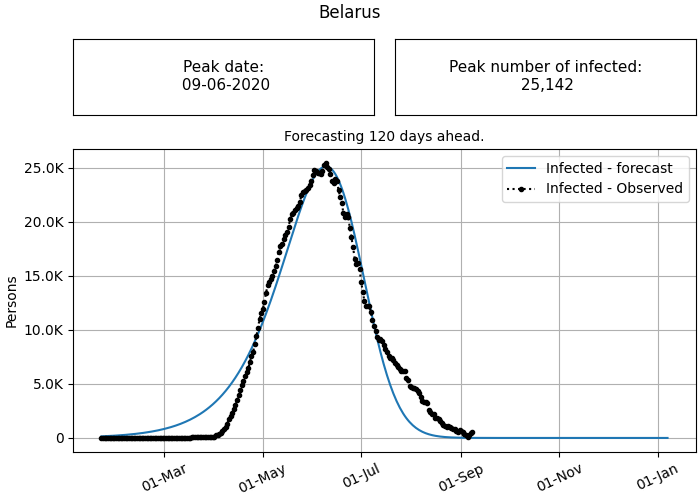 Belarus
Peak date:
09-06-2020
Peak number of infected:
25,142
Forecasting 120 days ahead.
Infected - forecast
Infected - Observed
Persons
25.0K
20.0K
15.0K
10.0K
5.0K
0
01-Mar
01-May
01-Jul
01-Sep
01-Nov
01-Jan